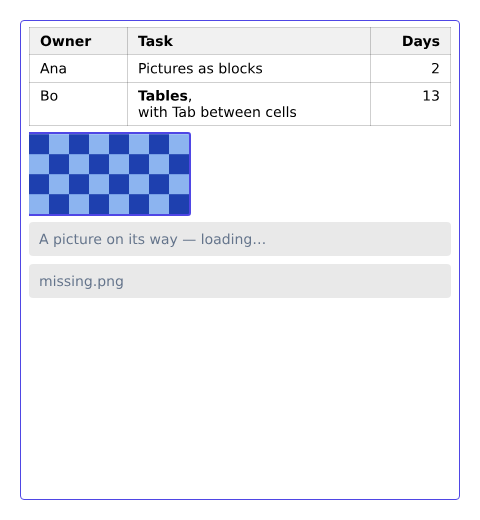 Owner Task Days
Ana Pictures as blocks 2
Bo Tables, 13
with Tab between cells
A picture on its way — loading…
missing.png